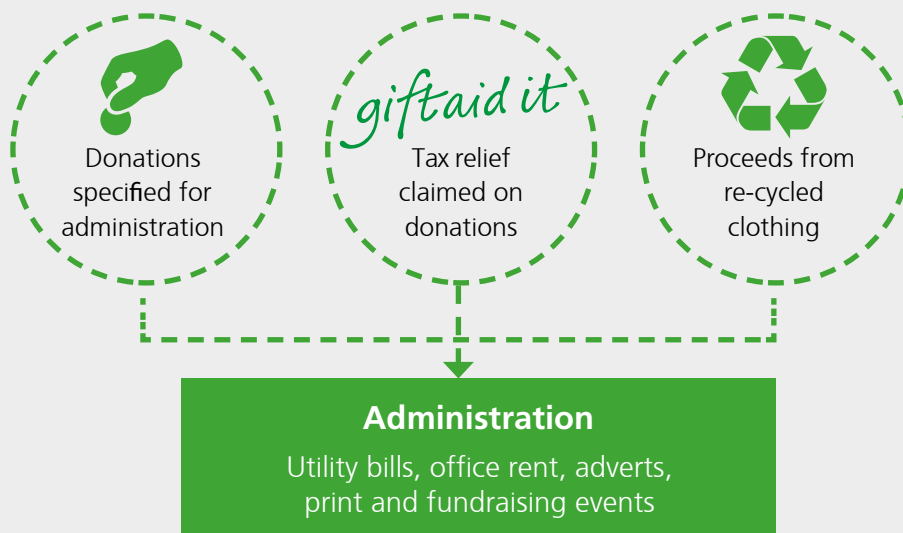 giftaid it
Donations
specified for
administration
Tax relief
claimed on
donations
Proceeds from
re-cycled
clothing
Administration
Utility bills, office rent, adverts,
print and fundraising events